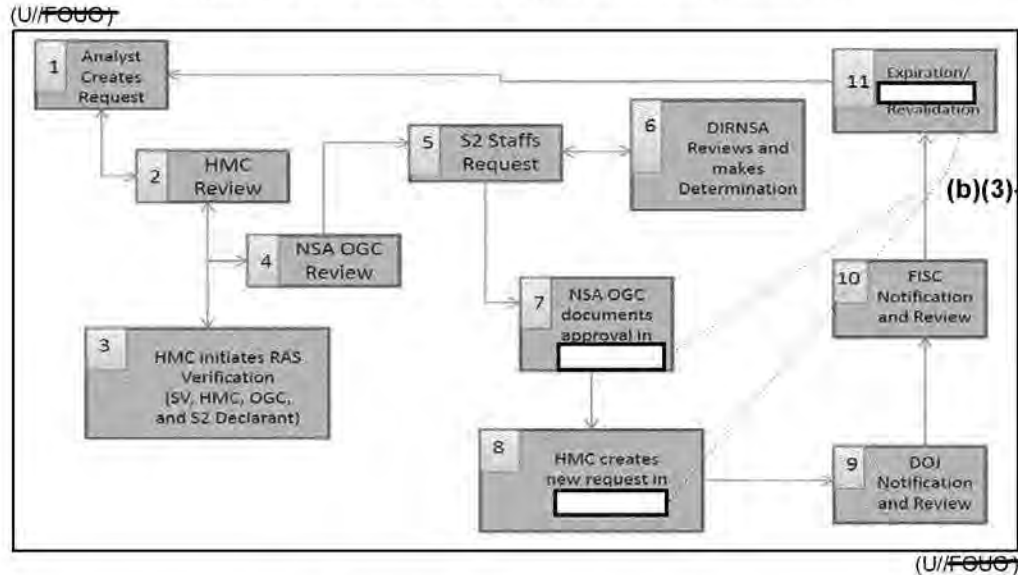 (U//FOUO)
1
Analyst
Creates
Request
2
HMC
Review
3
HMC initiates RAS
Verification
(SV, HMC, OGC,
and S2 Declarant)
4
NSA OGC
Review
5
S2 Staffs
Request
6
DIRNSA
Reviews and
makes
Determination
7
NSA OGC
documents
approval in
8
HMC creates
new request in
9
DOJ
Notification
and Review
10
FISC
Notification
and Review
11
Expiration/
Revalidation
(b)(3)-
(U//FOUO)